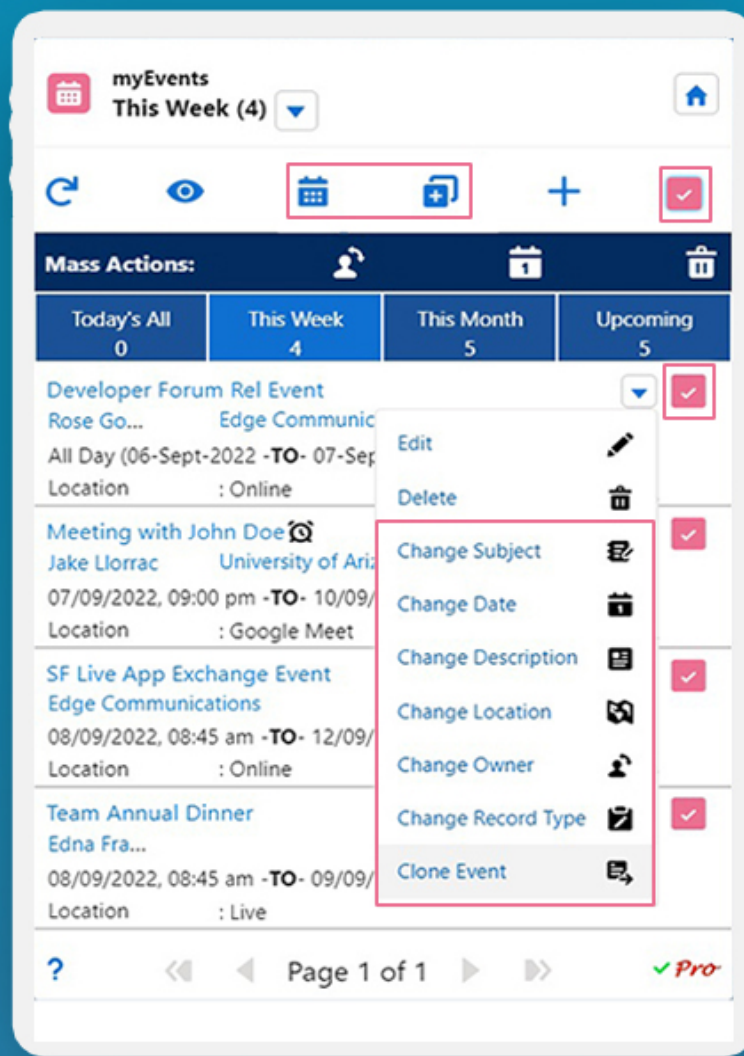 myEvents
This Week (4)
Mass Actions:
1
Today's All This Week This Month Upcoming
0 4 5 5
Developer Forum Rel Event
Rose Go... Edge Communic
All Day (06-Sept-2022 -TO- 07-Sep
Location : Online
Edit
Delete
Meeting with John Doe
Jake Llorrac University of Ariz
07/09/2022, 09:00 pm -TO- 10/09/
Location : Google Meet
Change Subject
Change Date 1
Change Description
SF Live App Exchange Event
Edge Communications
08/09/2022, 08:45 am -TO- 12/09/
Location : Online
Change Location
Change Owner
Team Annual Dinner
Edna Fra...
08/09/2022, 08:45 am -TO- 09/09/
Location : Live
Change Record Type
Clone Event
? Page 1 of 1 Pro